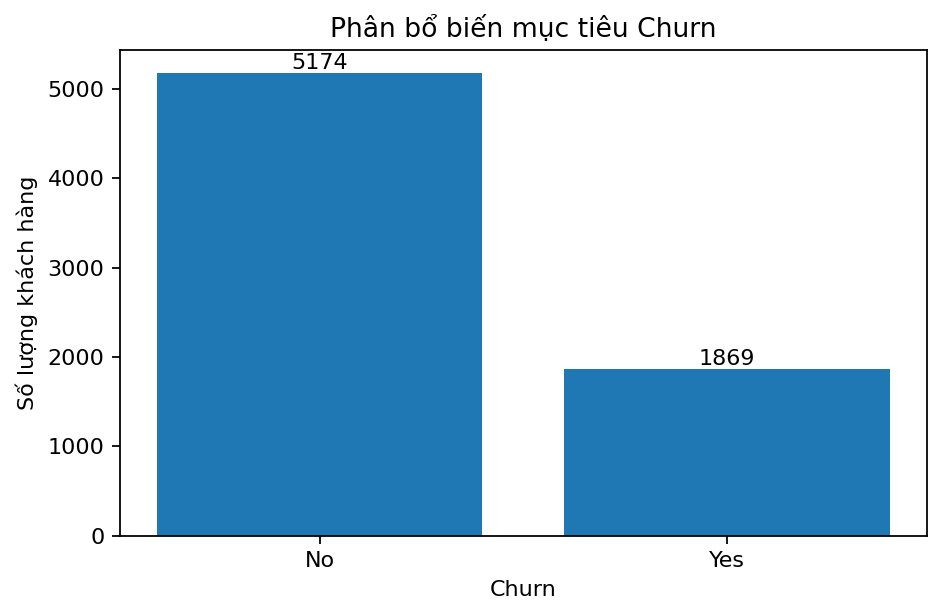 Phân bổ biến mục tiêu Churn
5174
1869
5000
4000
3000
2000
1000
0
Số lượng khách hàng
No
Yes
Churn